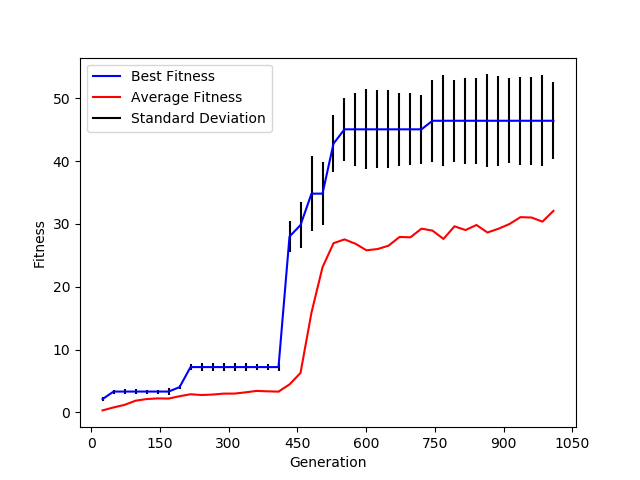 Best Fitness
Average Fitness
Standard Deviation
50
40
30
20
10
0
Fitness
0 150 300 450 600 750 900 1050
Generation